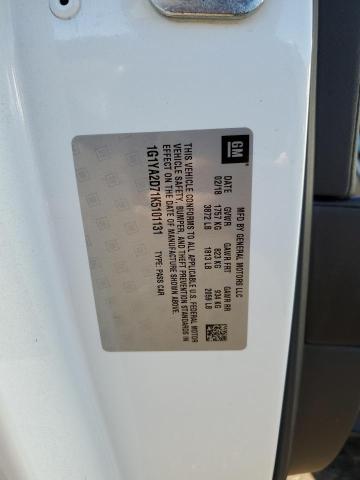 GM
MFD BY GENERAL MOTORS LLC
DATE GVWR GAWR FRT GAWR RR
02/18 1757 KG 823 KG 934 KG
3872 LB 1813 LB 2059 LB
THIS VEHICLE CONFORMS TO ALL APPLICABLE U.S. FEDERAL MOTOR
VEHICLE SAFETY, BUMPER, AND THEFT PREVENTION STANDARDS IN
EFFECT ON THE DATE OF MANUFACTURE SHOWN ABOVE.
1G1YA2D71K5101131 TYPE: PASS CAR